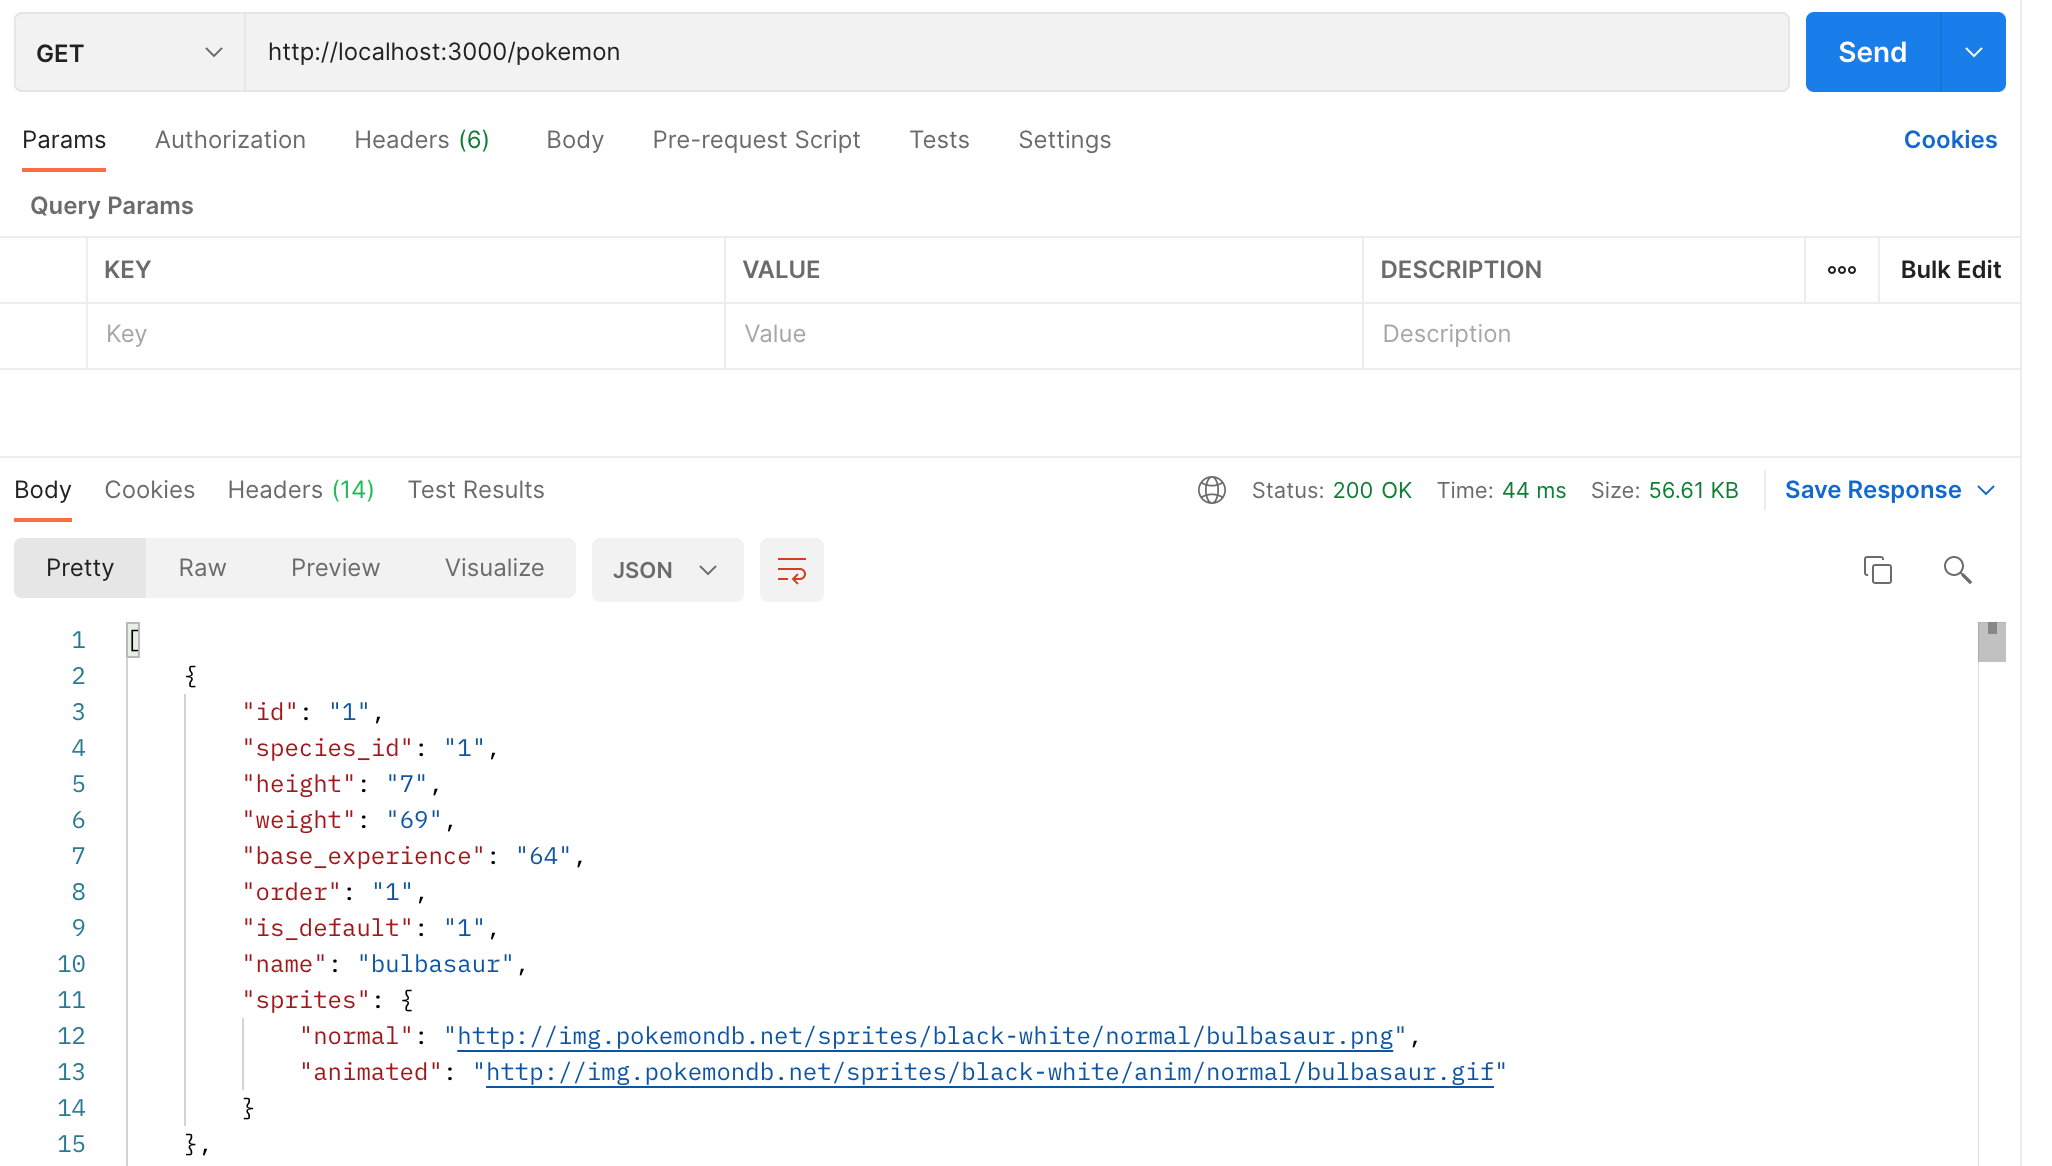 GET http://localhost:3000/pokemon Send
Params Authorization Headers (6) Body Pre-request Script Tests Settings Cookies
Query Params
KEY VALUE DESCRIPTION ooo Bulk Edit
Key Value Description
Body Cookies Headers (14) Test Results Status: 200 OK Time: 44 ms Size: 56.61 KB Save Response
Pretty Raw Preview Visualize JSON
1 [
2 {
3 "id": "1",
4 "species_id": "1",
5 "height": "7",
6 "weight": "69",
7 "base_experience": "64",
8 "order": "1",
9 "is_default": "1",
10 "name": "bulbasaur",
11 "sprites": {
12 "normal": "http://img.pokemondb.net/sprites/black-white/normal/bulbasaur.png",
13 "animated": "http://img.pokemondb.net/sprites/black-white/anim/normal/bulbasaur.gif"
14 }
15 },